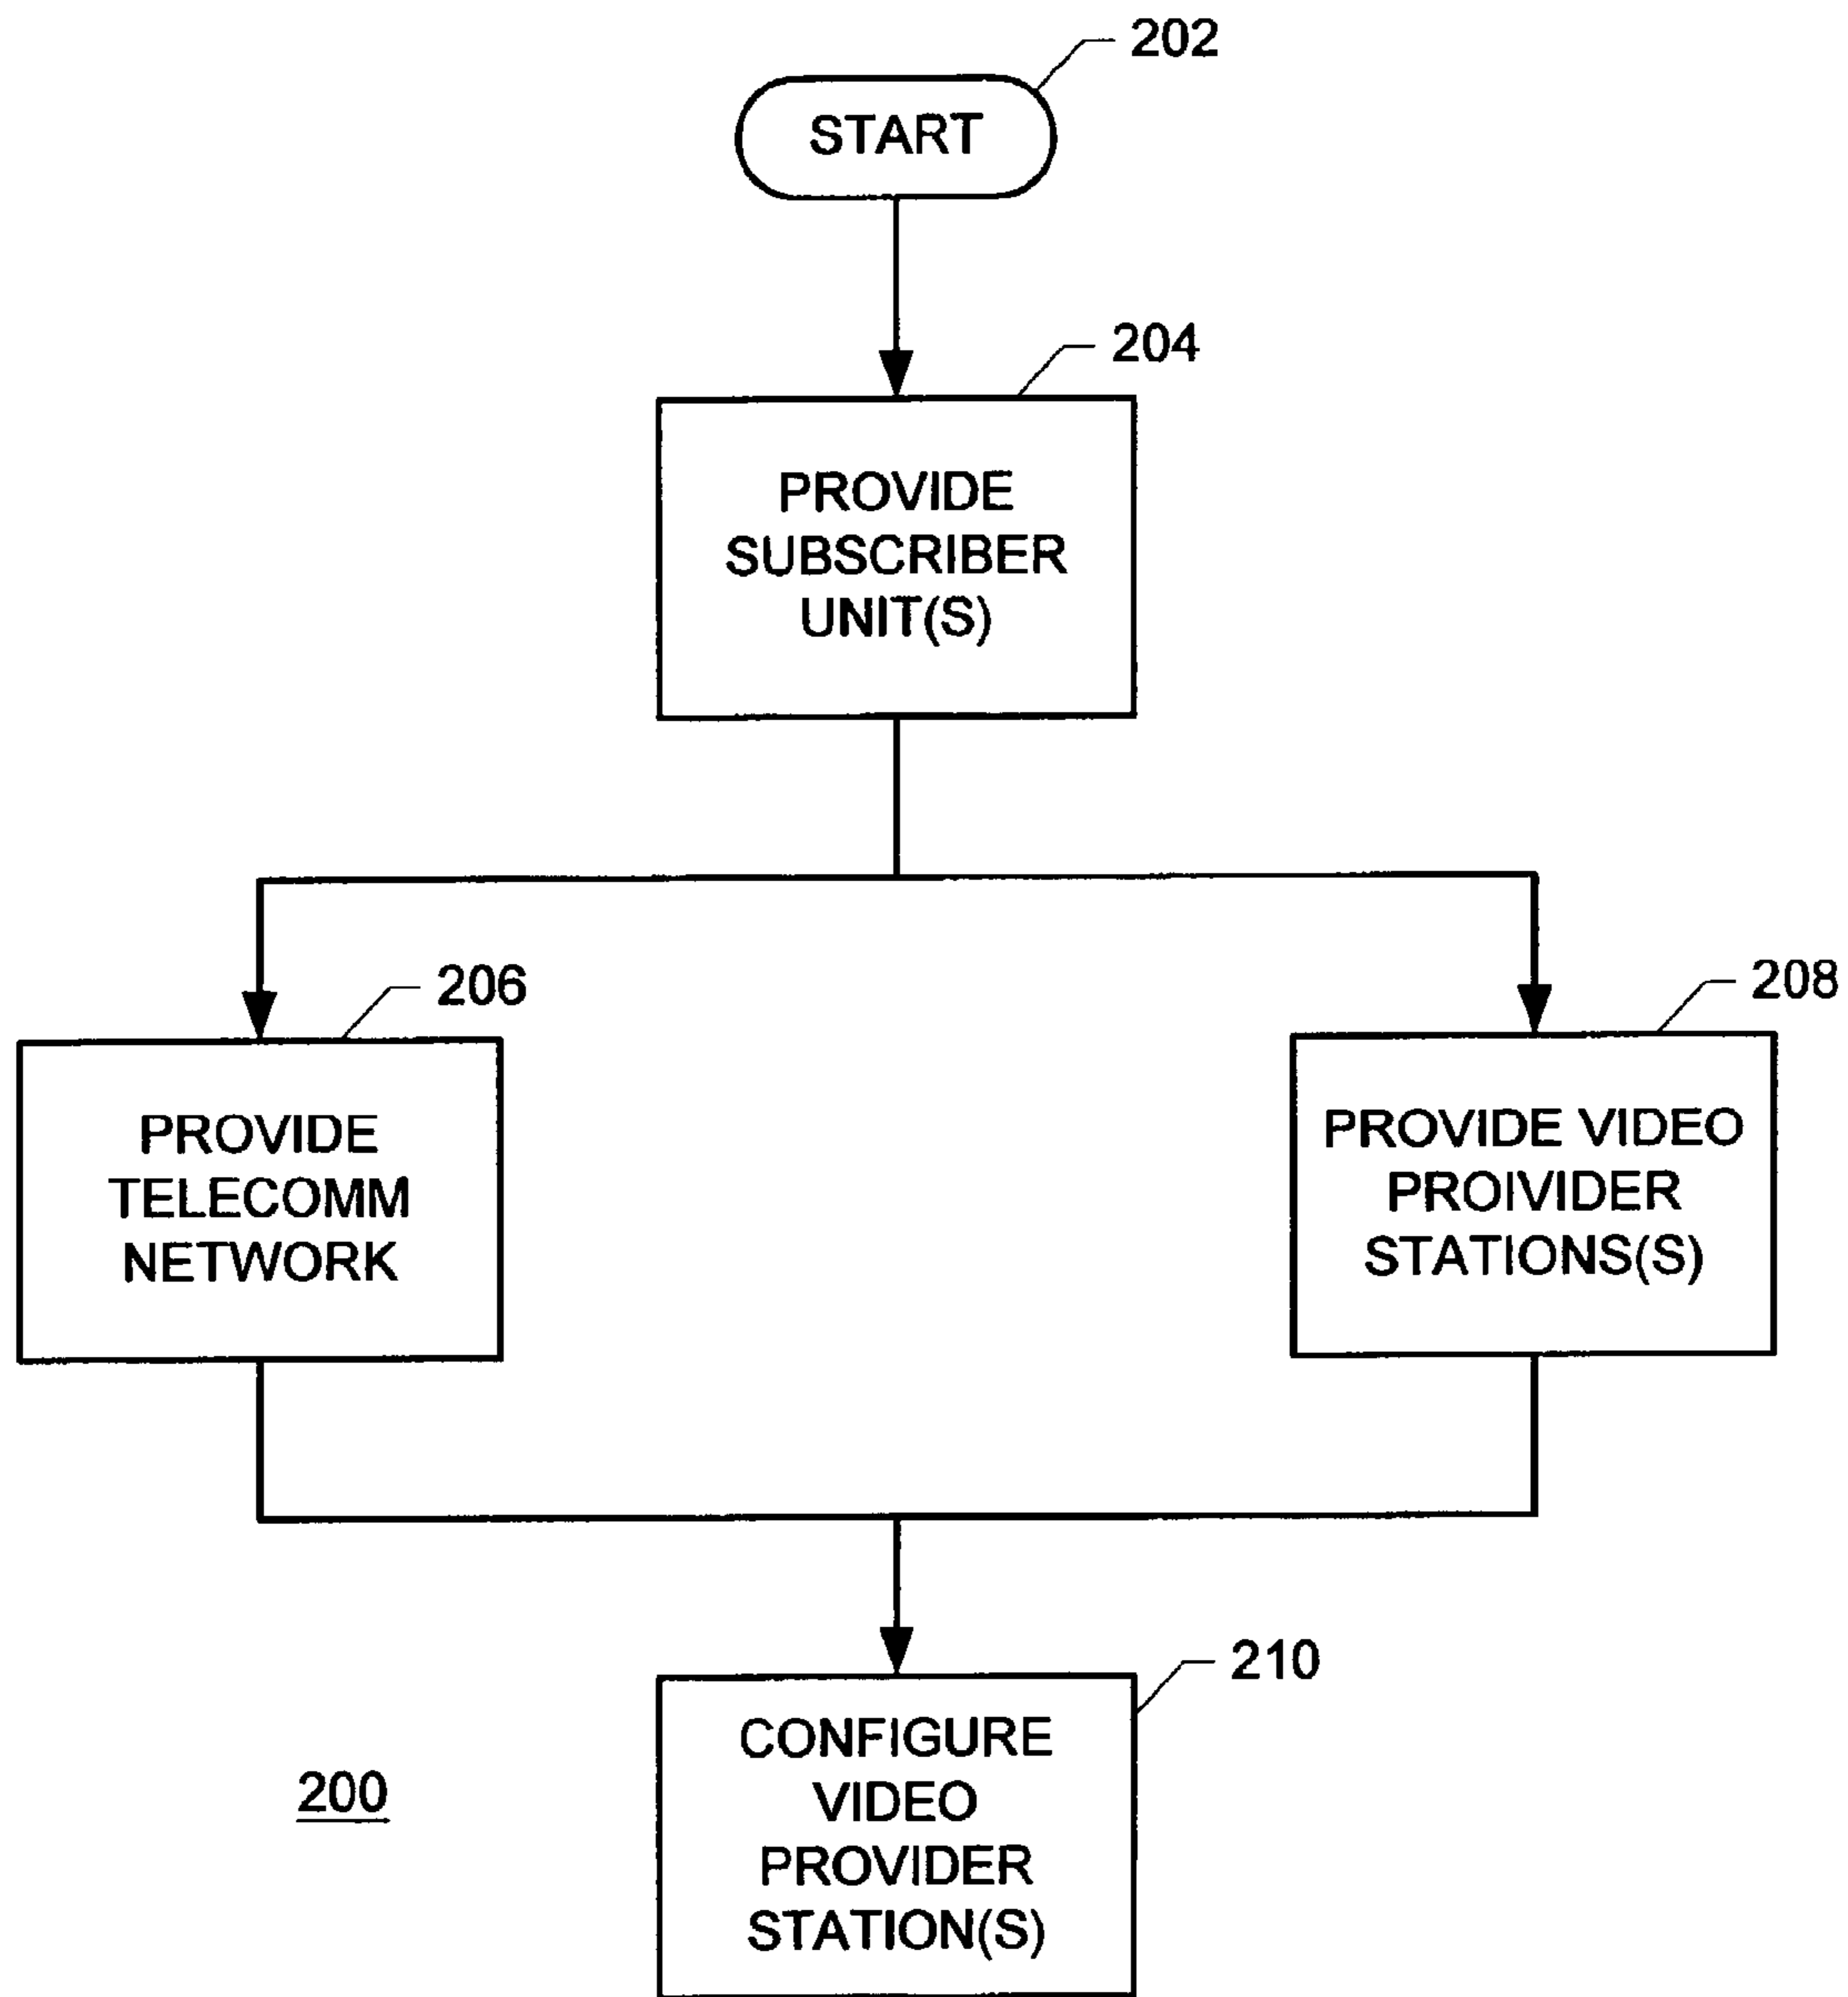 202
START
204
PROVIDE
SUBSCRIBER
UNIT(S)
206
PROVIDE
TELECOMM
NETWORK
208
PROVIDE VIDEO
PROIVIDER
STATIONS(S)
210
CONFIGURE
VIDEO
PROVIDER
STATION(S)
200